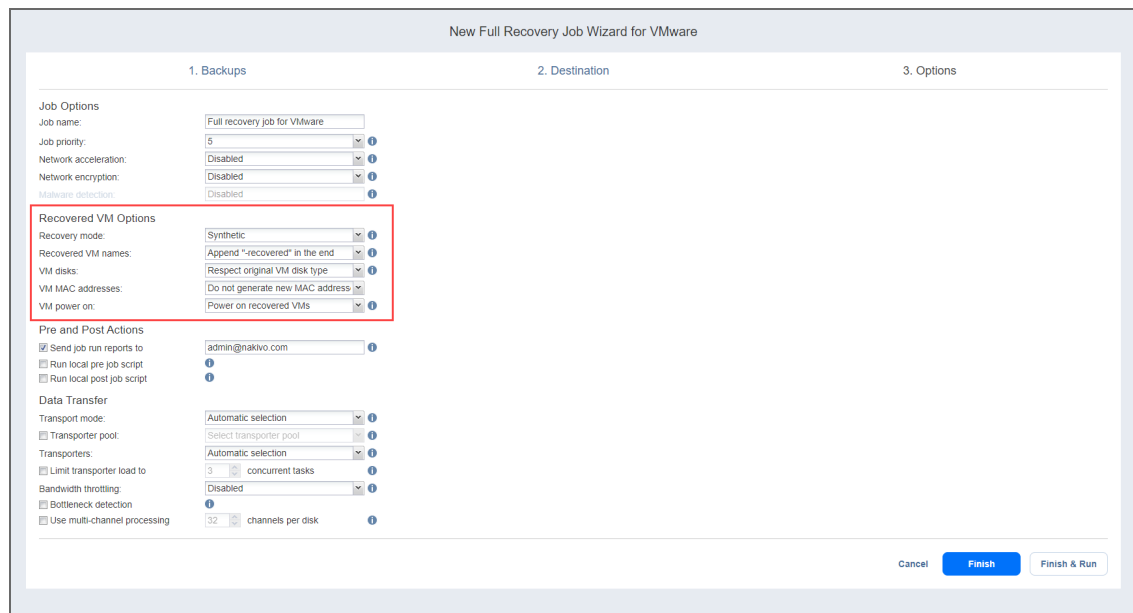 New Full Recovery Job Wizard for VMware
1. Backups 2. Destination 3. Options
Job Options
Job name: Full recovery job for VMware
Job priority: 5
Network acceleration: Disabled
Network encryption: Disabled
Malware detection: Disabled
Recovered VM Options
Recovery mode: Synthetic
Recovered VM names: Append "-recovered" in the end
VM disks: Respect original VM disk type
VM MAC addresses: Do not generate new MAC address
VM power on: Power on recovered VMs
Pre and Post Actions
Send job run reports to admin@nakivo.com
Run local pre job script
Run local post job script
Data Transfer
Transport mode: Automatic selection
Transporter pool: Select transporter pool
Transporters: Automatic selection
Limit transporter load to 3 concurrent tasks
Bandwidth throttling: Disabled
Bottleneck detection
Use multi-channel processing 32 channels per disk
Cancel Finish Finish & Run